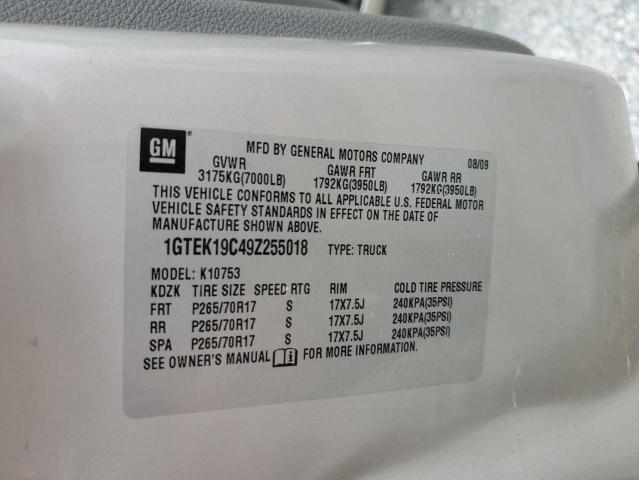 GM ®
MFD BY GENERAL MOTORS COMPANY 08/09
GVWR GAWR FRT GAWR RR
3175KG(7000LB) 1792KG(3950LB) 1792KG(3950LB)
THIS VEHICLE CONFORMS TO ALL APPLICABLE U.S. FEDERAL MOTOR
VEHICLE SAFETY STANDARDS IN EFFECT ON THE DATE OF
MANUFACTURE SHOWN ABOVE.
1GTEK19C49Z255018 TYPE: TRUCK
MODEL: K10753
KDZK TIRE SIZE SPEED RTG RIM COLD TIRE PRESSURE
FRT P265/70R17 S 17X7.5J 240KPA(35PSI)
RR P265/70R17 S 17X7.5J 240KPA(35PSI)
SPA P265/70R17 S 17X7.5J 240KPA(35PSI)
SEE OWNER'S MANUAL i FOR MORE INFORMATION.